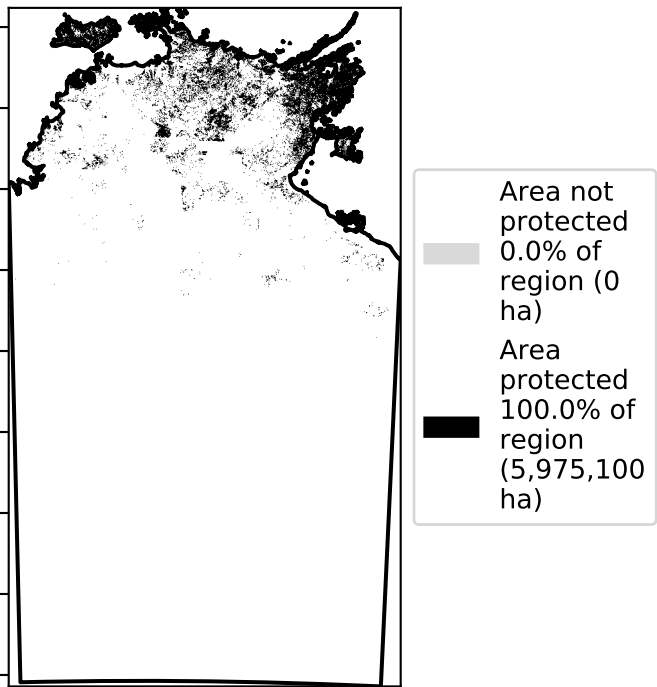 Area not
protected
0.0% of
region (0
ha)
Area
protected
100.0% of
region
(5,975,100
ha)